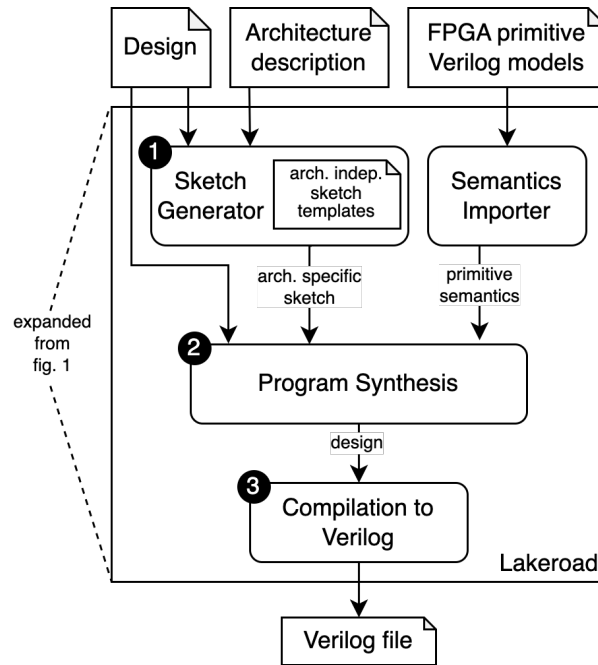 Design
Architecture
description
FPGA primitive
Verilog models
1
Sketch
Generator
arch. indep.
sketch
templates
Semantics
Importer
arch. specific
sketch
primitive
semantics
expanded
from
fig. 1
2
Program Synthesis
design
3
Compilation to
Verilog
Lakeroad
Verilog file